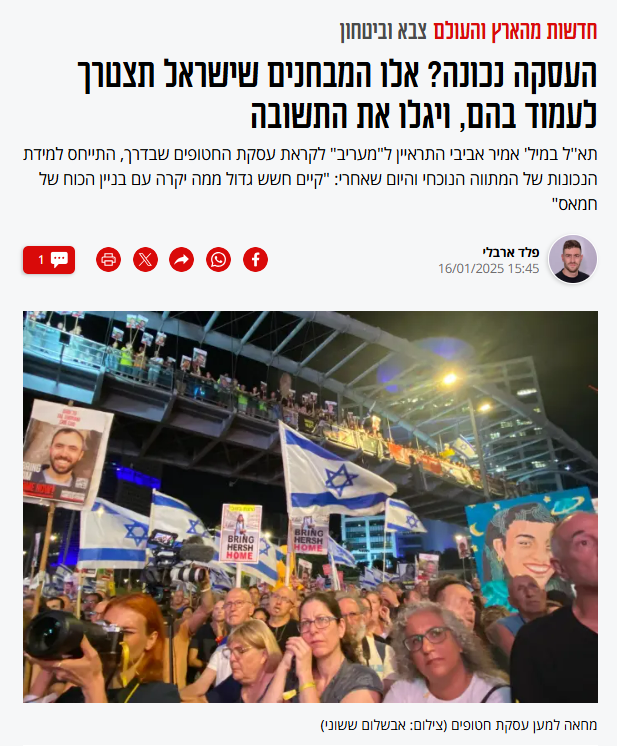 חדשות מהארץ והעולם צבא וביטחון
העסקה נכונה? אלו המבחנים שישראל תצטרך
לעמוד בהם, ויגלו את התשובה
תא"ל במיל' אמיר אביבי התראיין ל"מעריב" לקראת עסקת החטופים שבדרך, התייחס למידת
הנכונות של המתווה הנוכחי והיום שאחרי: "קיים חשש גדול ממה יקרה עם בניין הכוח של
חמאס"
פלד ארבלי
16/01/2025 15:45
1
BRING
HERSH
HOME
BRING
HERSH
HOME
מחאה למען עסקת חטופים (צילום: אבשלום ששוני)